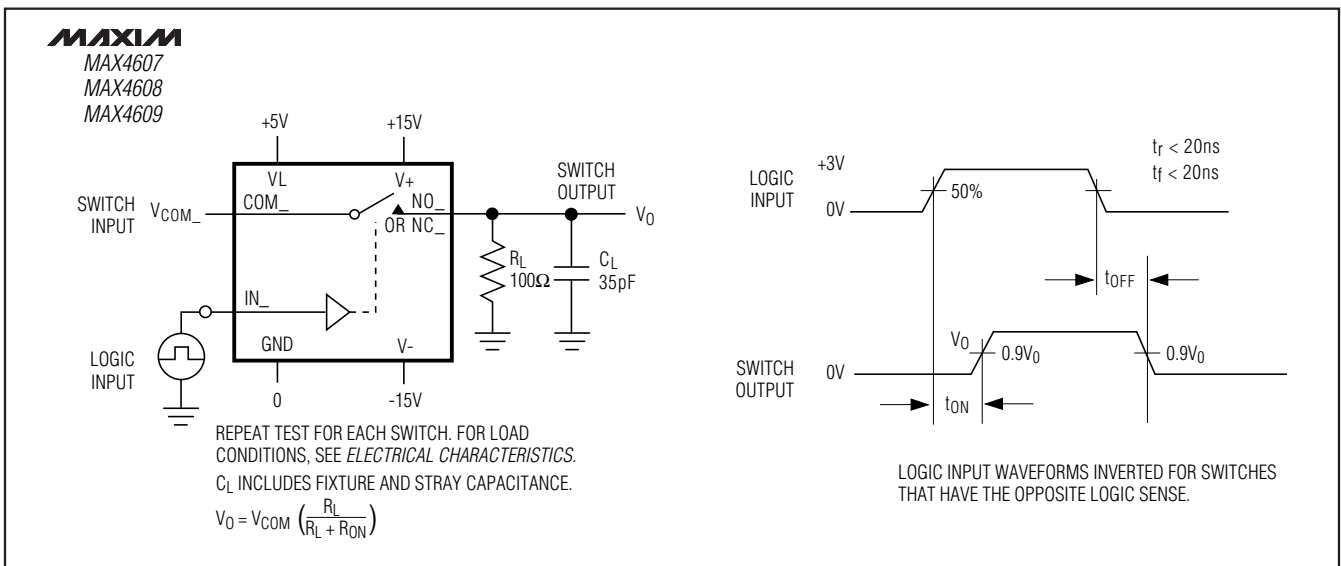 MAXIM
MAX4607
MAX4608
MAX4609
+5V
+15V
VL
V+
SWITCH
OUTPUT
SWITCH
INPUT
VCOM_
COM_
NO_
OR NC_
VO
RL
100Ω
CL
35pF
IN_
GND
V-
LOGIC
INPUT
0
-15V
REPEAT TEST FOR EACH SWITCH. FOR LOAD
CONDITIONS, SEE ELECTRICAL CHARACTERISTICS.
CL INCLUDES FIXTURE AND STRAY CAPACITANCE.
VO = VCOM (RL / RL + RON)
LOGIC
INPUT
+3V
0V
50%
tr < 20ns
tf < 20ns
tOFF
SWITCH
OUTPUT
VO
0V
0.9V0
0.9V0
tON
LOGIC INPUT WAVEFORMS INVERTED FOR SWITCHES
THAT HAVE THE OPPOSITE LOGIC SENSE.